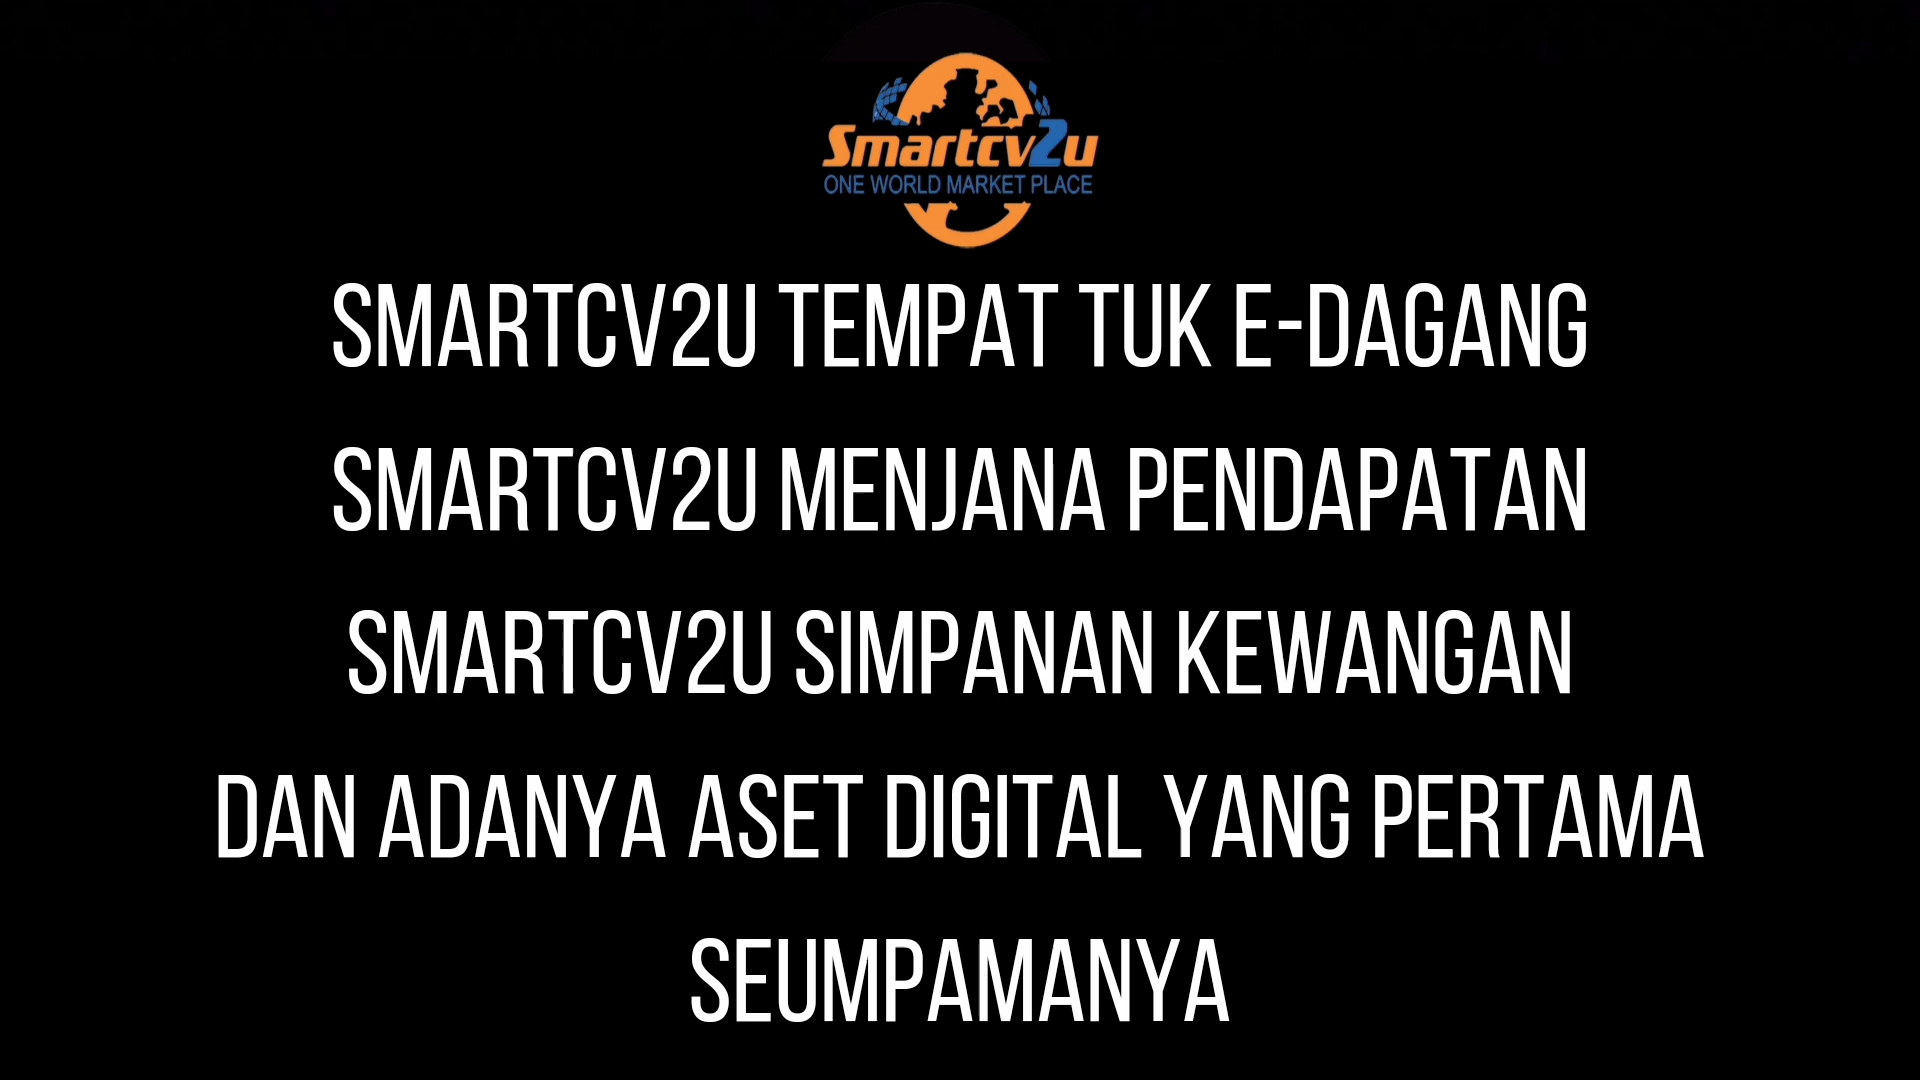 Smartcv2u
ONE WORLD MARKET PLACE
SMARTCV2U TEMPAT TUK E-DAGANG
SMARTCV2U MENJANA PENDAPATAN
SMARTCV2U SIMPANAN KEWANGAN
DAN ADANYA ASET DIGITAL YANG PERTAMA
SEUMPAMANYA